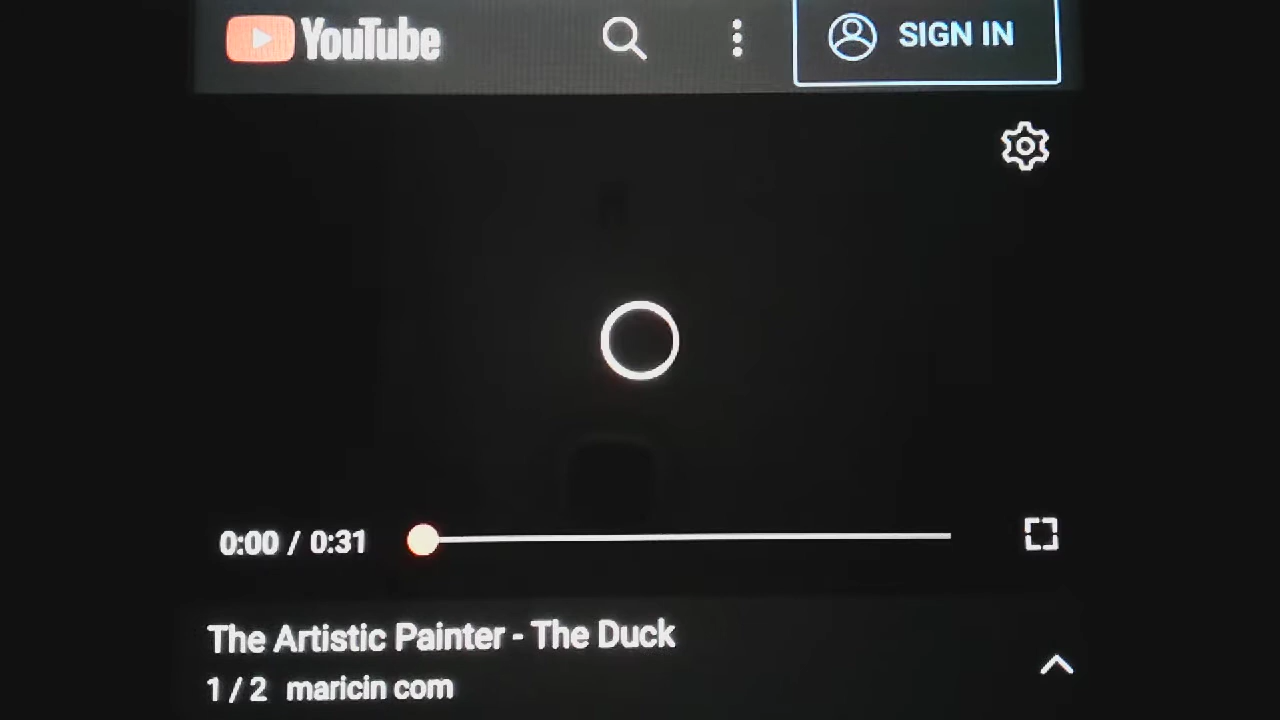 YouTube
SIGN IN
0:00 / 0:31
The Artistic Painter - The Duck
1 / 2 maricin com